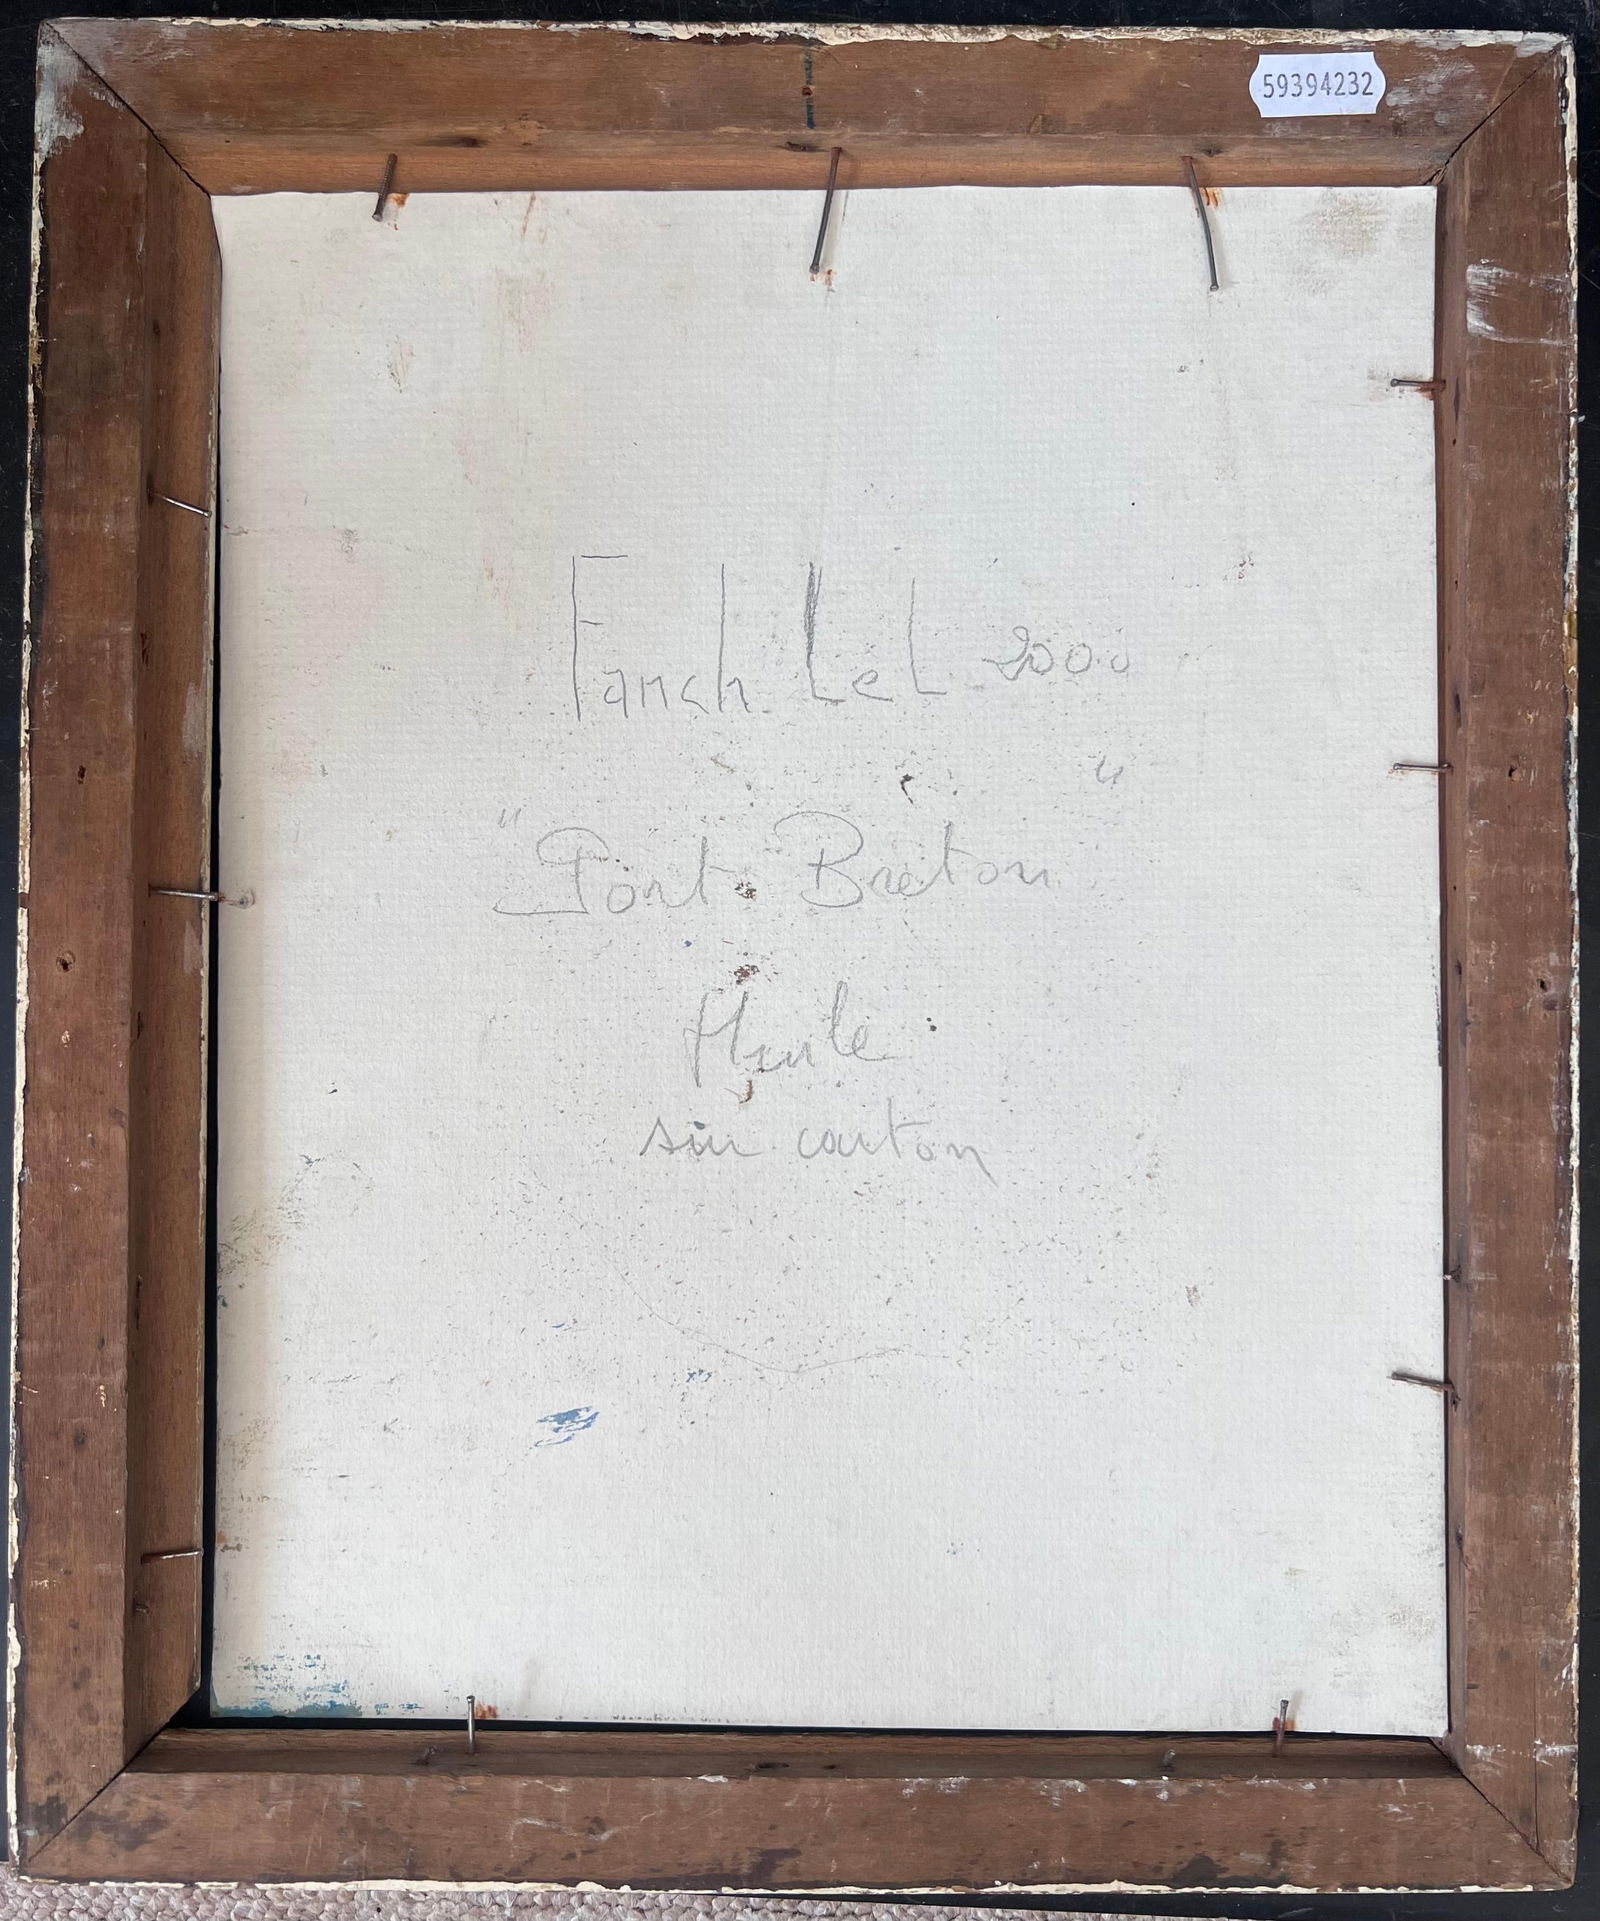 59394232
Fanch Lel 2000
"Port Breton"
Huile
sur carton